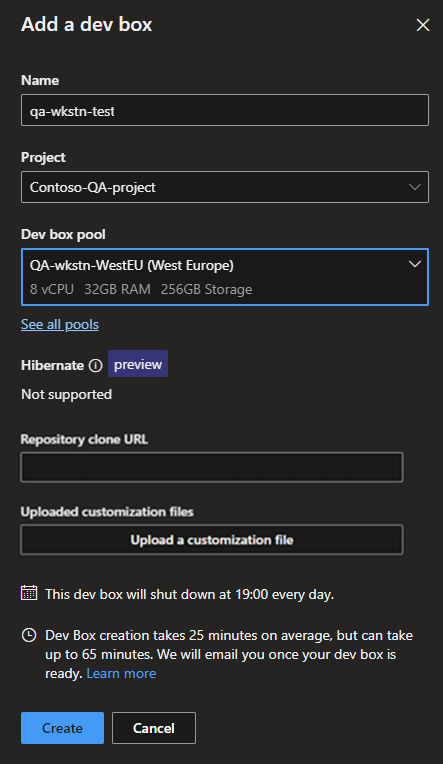 Add a dev box
Name
qa-wkstn-test
Project
Contoso-QA-project
Dev box pool
QA-wkstn-WestEU (West Europe)
8 vCPU 32GB RAM 256GB Storage
See all pools
Hibernate preview
Not supported
Repository clone URL
Uploaded customization files
Upload a customization file
This dev box will shut down at 19:00 every day.
Dev Box creation takes 25 minutes on average, but can take
up to 65 minutes. We will email you once your dev box is
ready. Learn more
Create Cancel